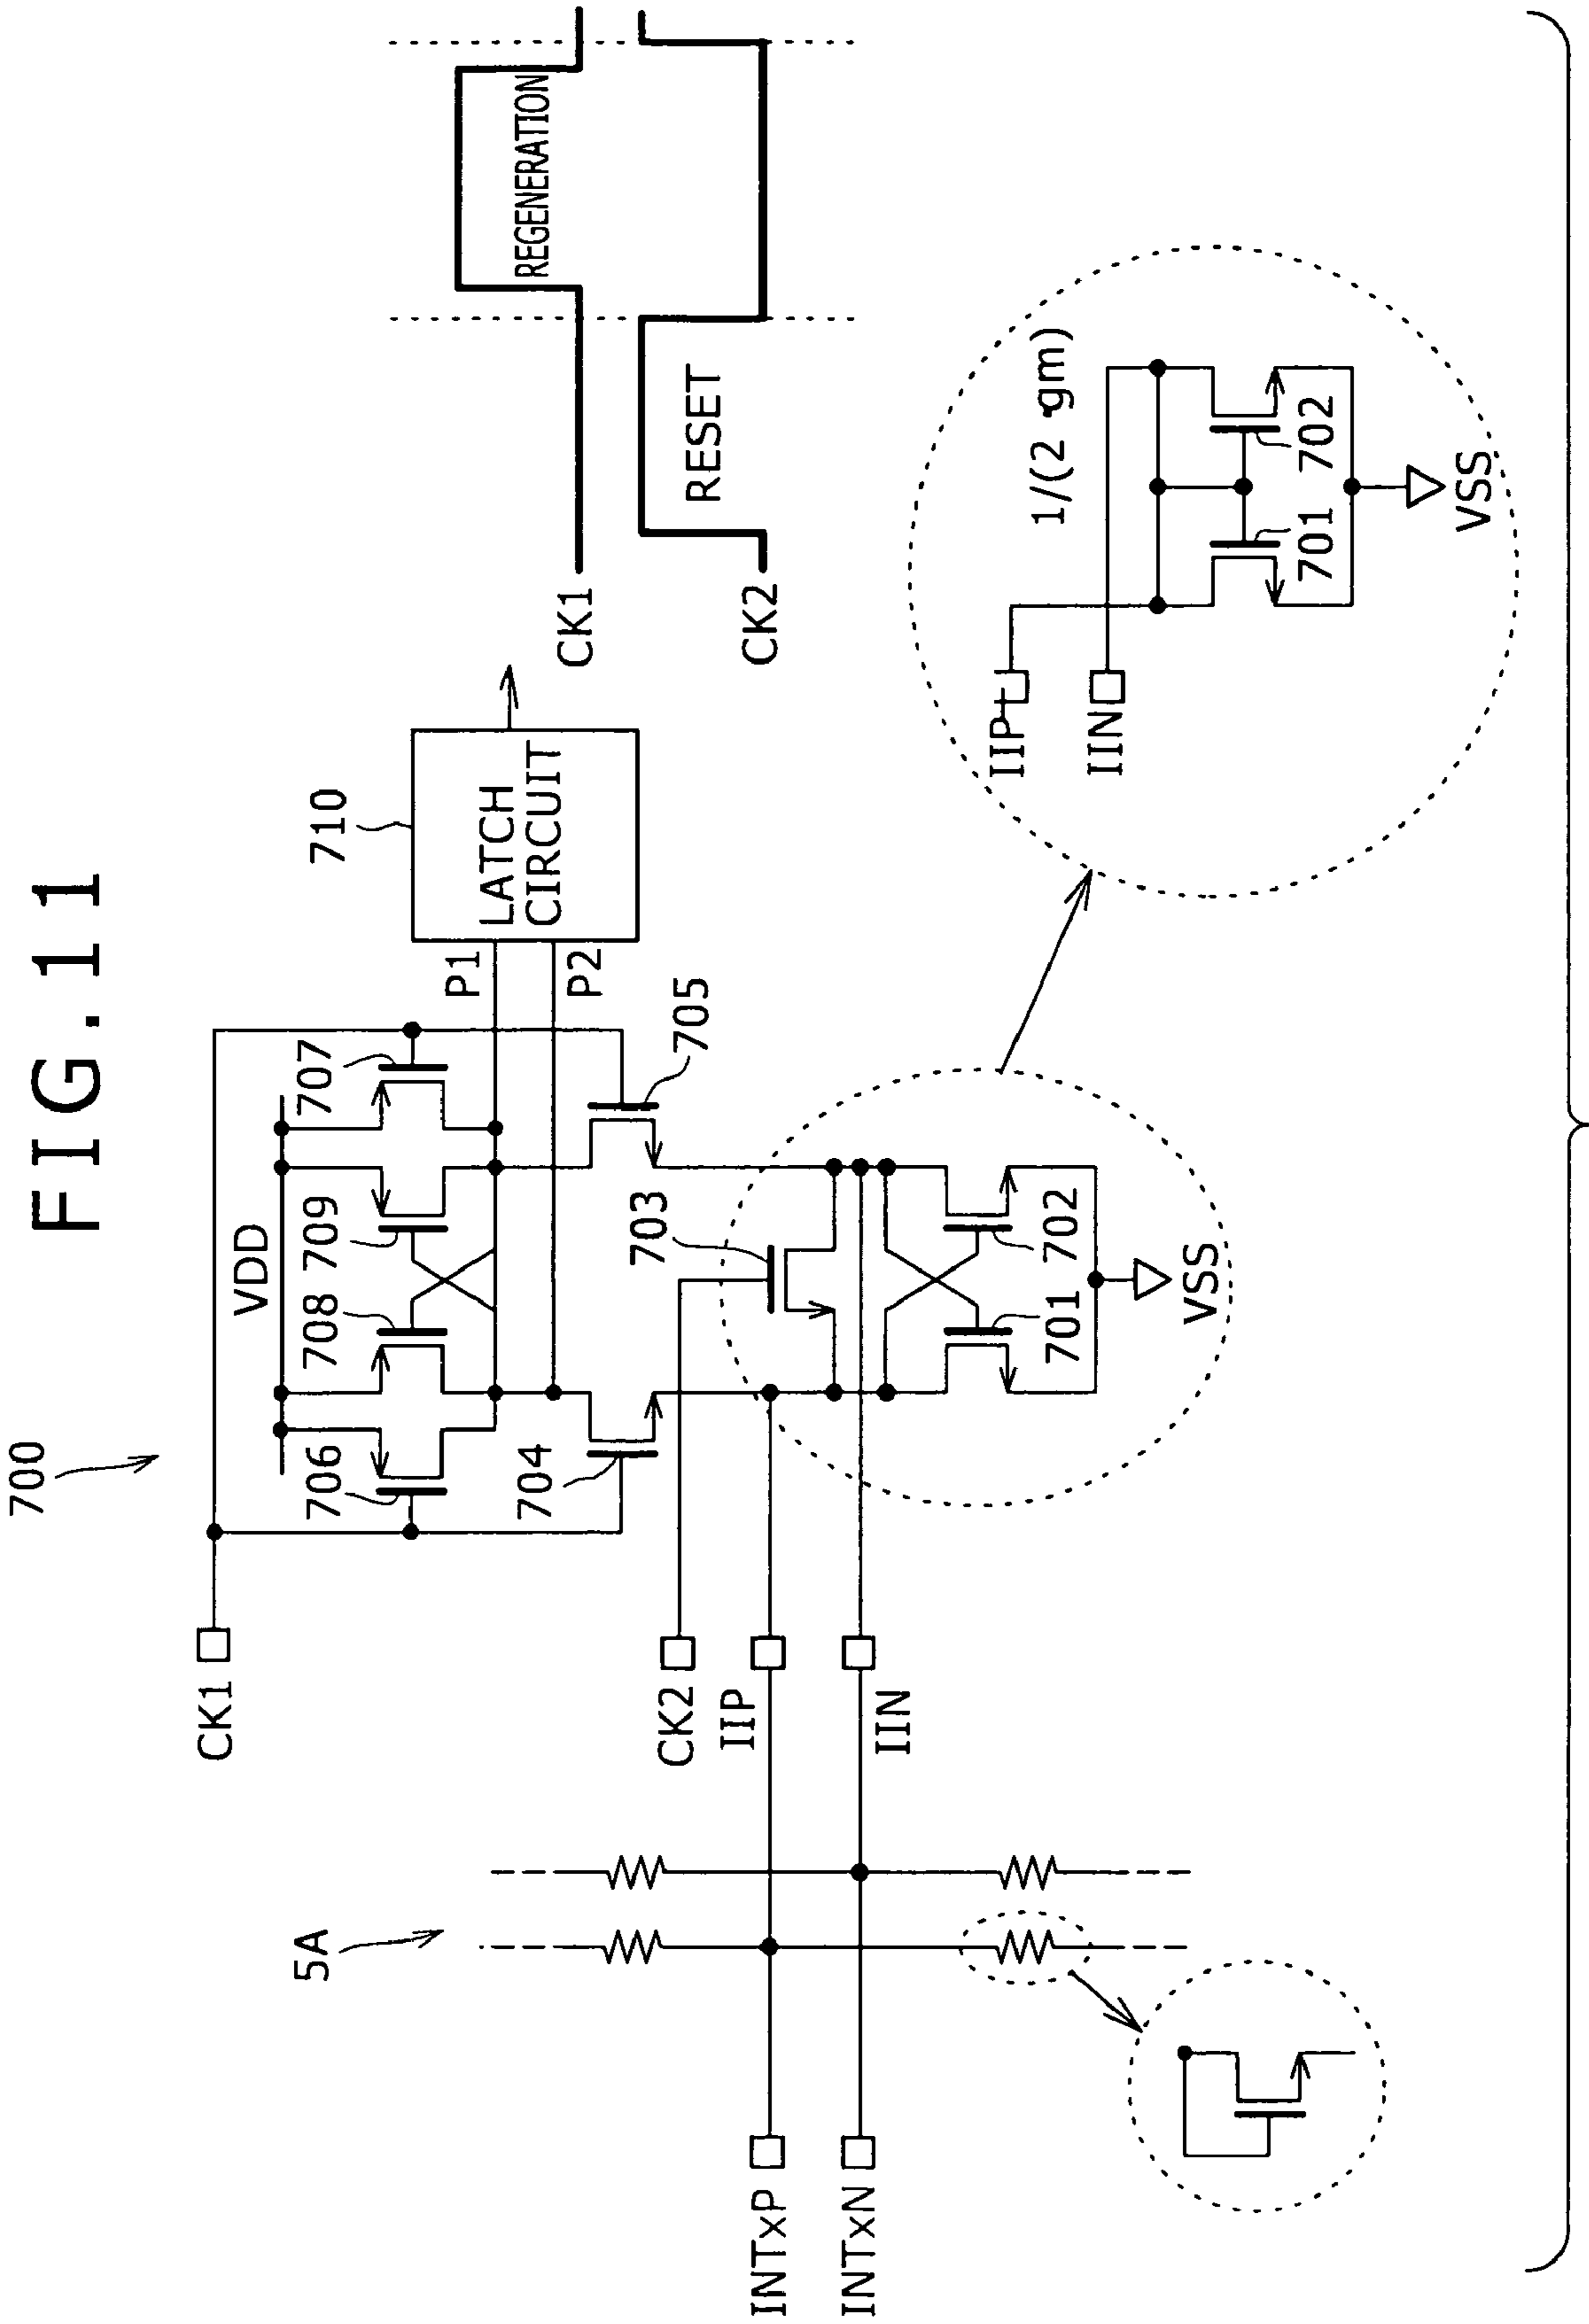 FIG. 11
700
CK1
VDD
706
708
709
707
704
705
P1
P2
710
LATCH
CIRCUIT
CK1
REGENERATION
CK2
RESET
5A
CK2
IIP
IIN
703
701
702
VSS
INTxP
INTxN
IIP
IIN
1/(2·gm)
701
702
VSS